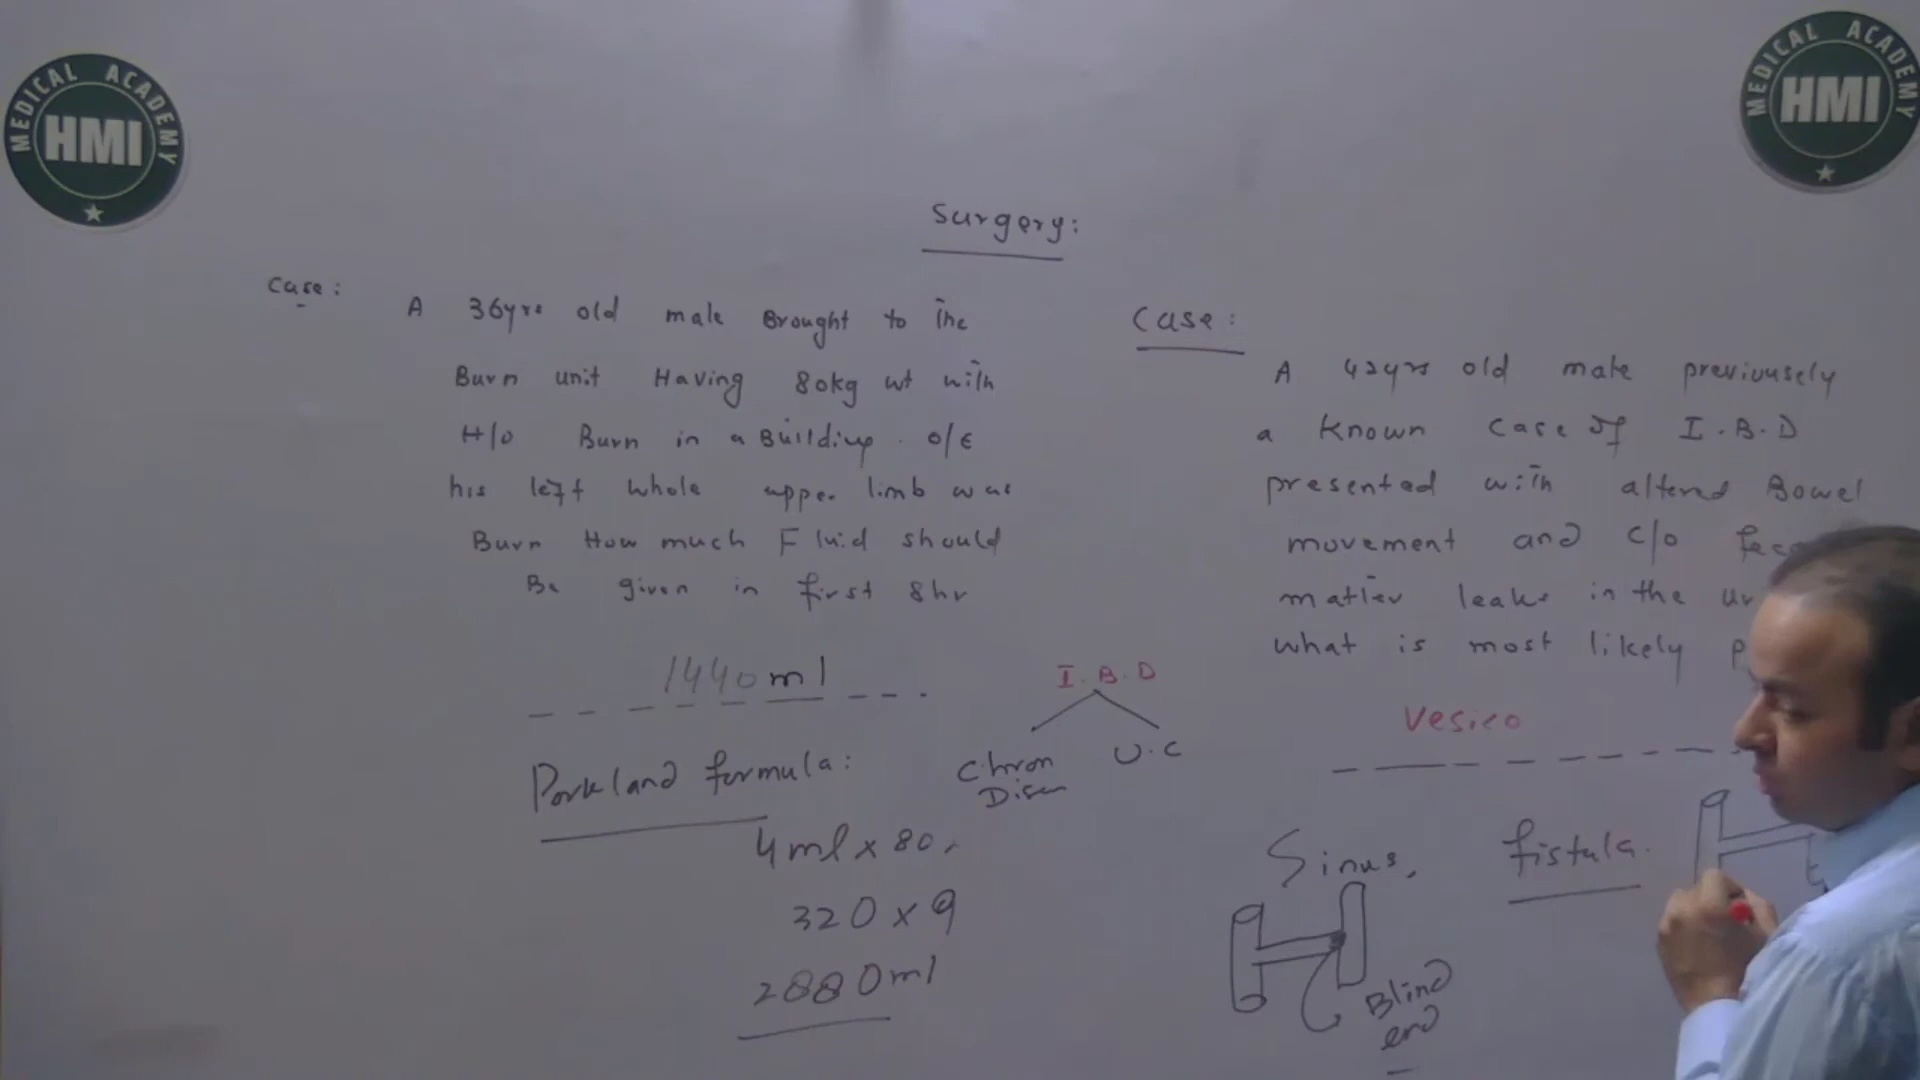 MEDICAL ACADEMY
HMI
MEDICAL ACADEMY
HMI
Surgery:
Case:
A 36yrs old male Brought to the
Burn unit Having 80kg wt with
H/O Burn in a Building. O/E
his left whole upper limb was
Burn How much Fluid should
Be given in first 8hr
1440ml
Parkland formula:
4ml x 80
320 x 9
2880ml
Case:
A 42yrs old male previousely
a Known Case of I.B.D
presented with altered Bowel
movement and C/O
matter leaks in the
what is most likely
I.B.D
Chron U.C
Vesico
Sinus, fistula.
Blind
end